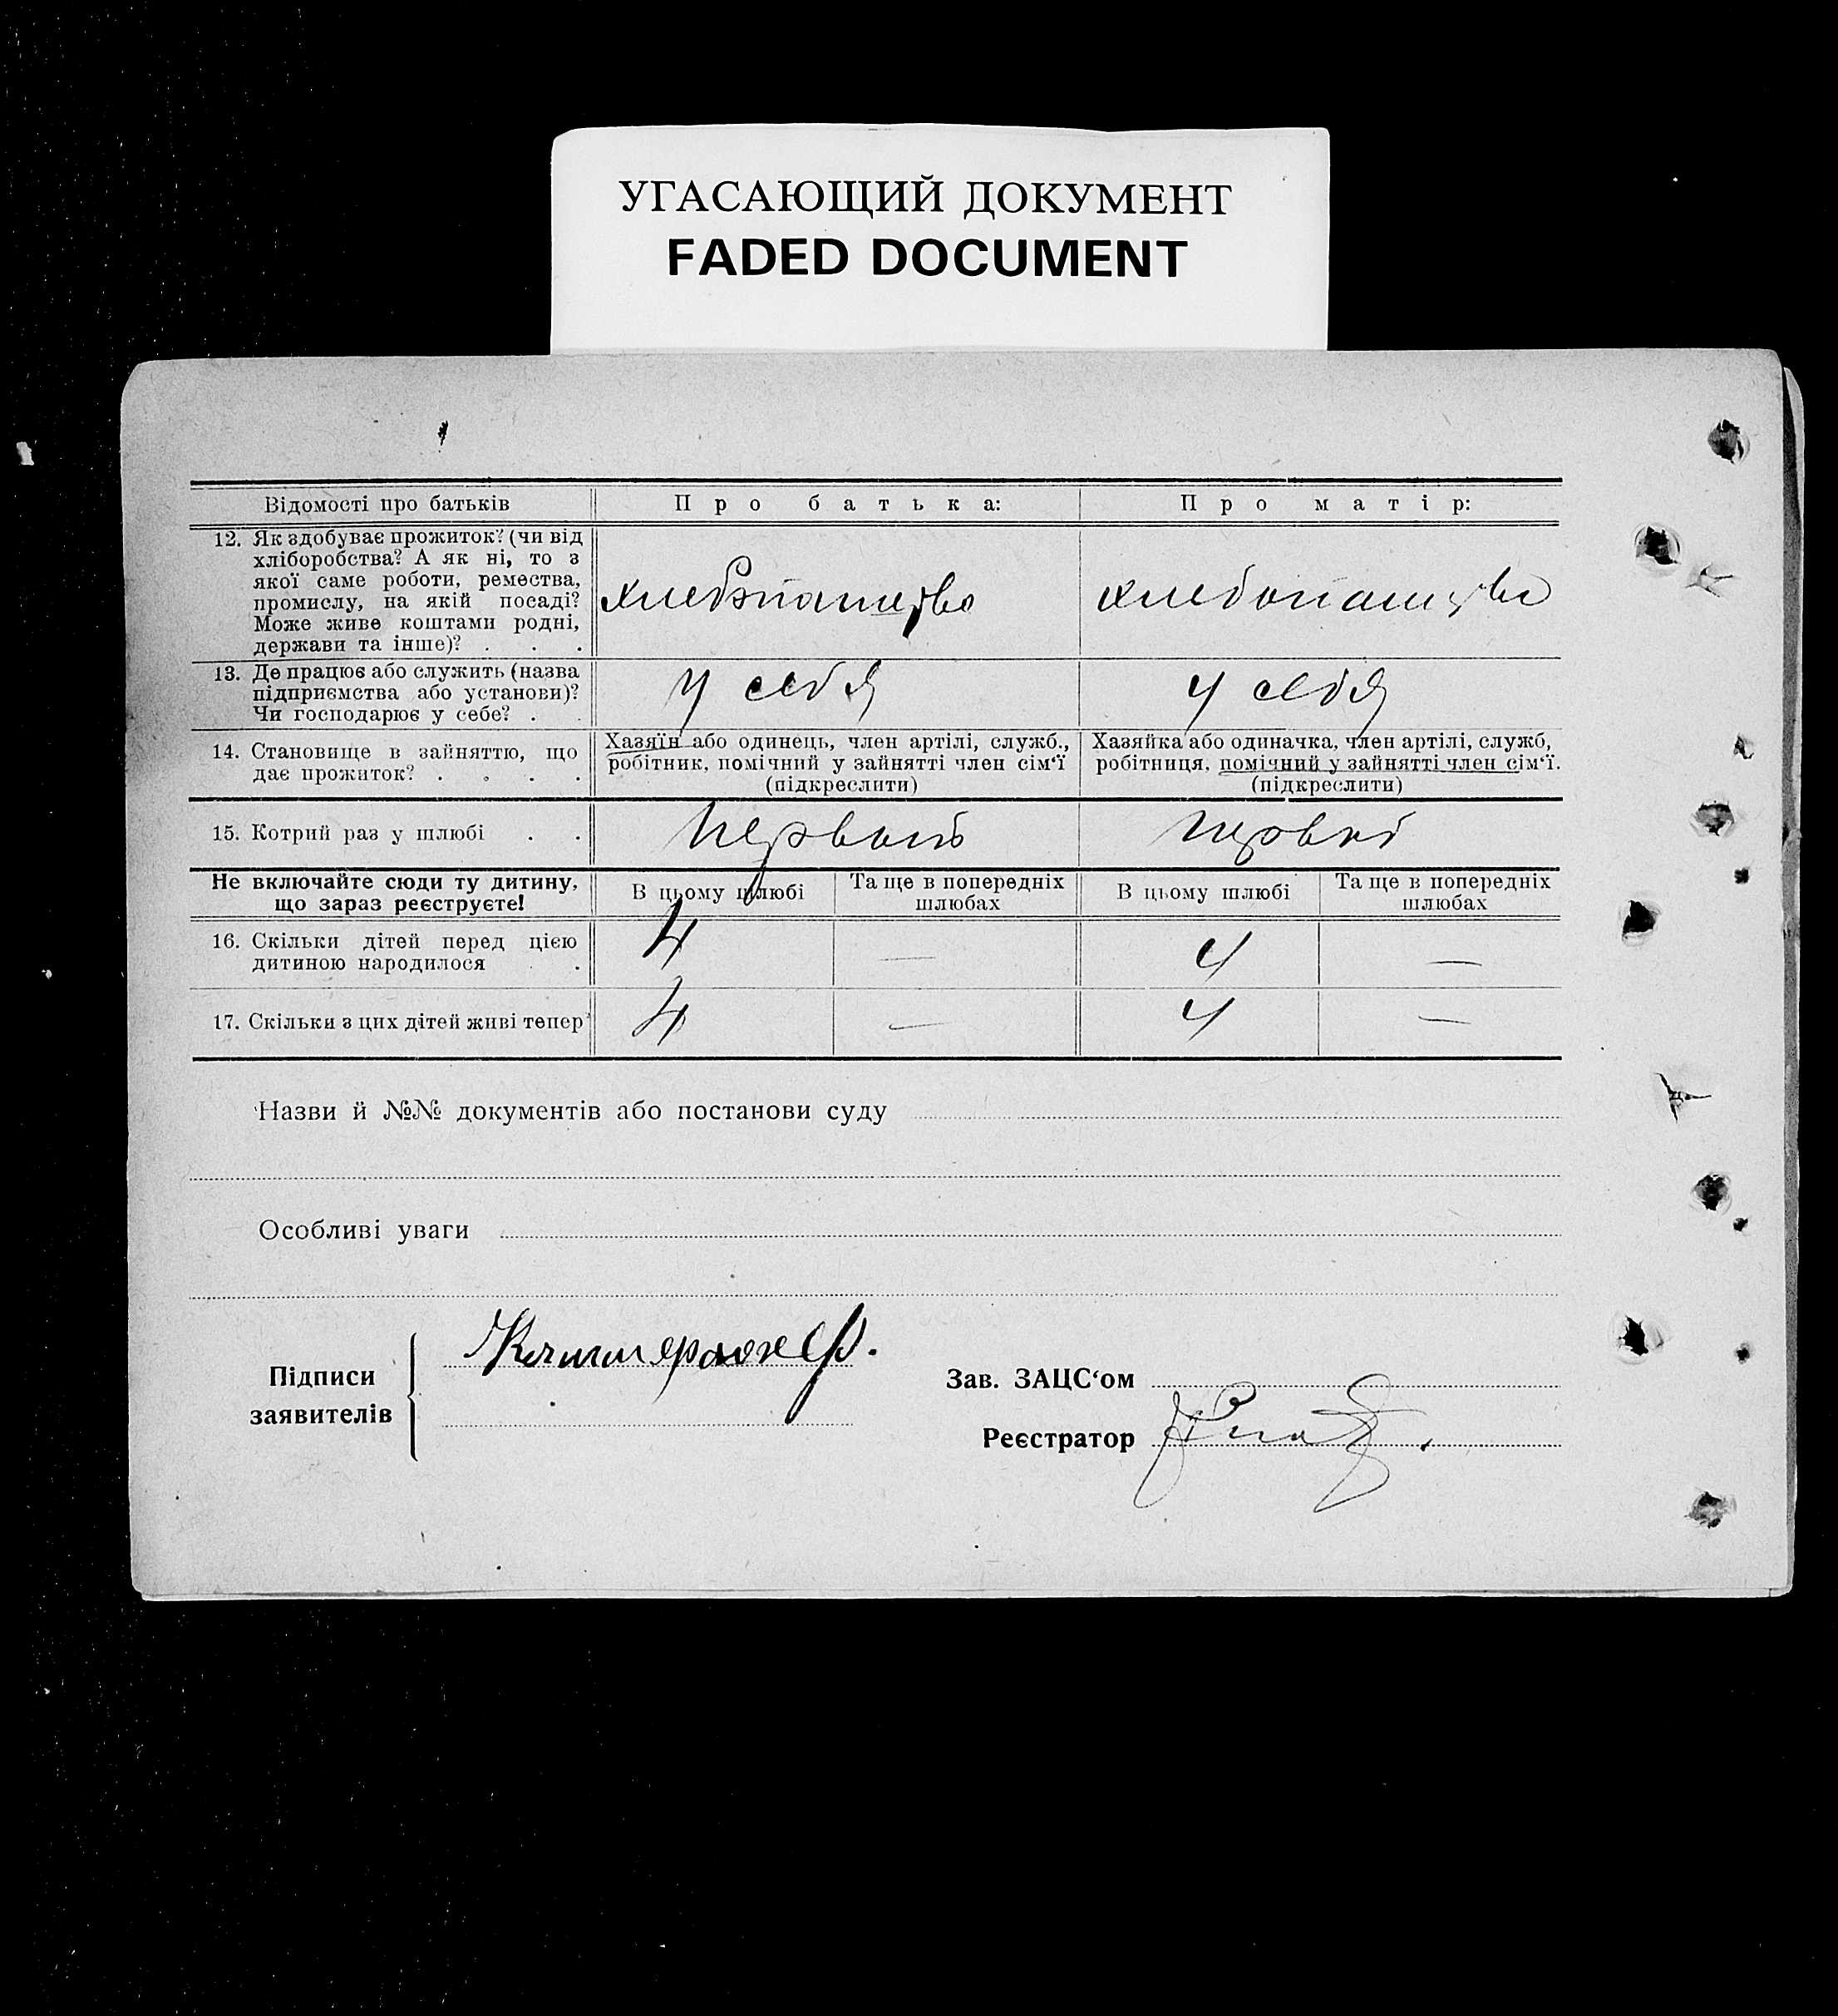 УГАСАЮЩИЙ ДОКУМЕНТ
FADED DOCUMENT
Відомості про батьків
Про батька:
Про матір:
12. Як здобуває прожиток? (чи від
хліборобства? А як ні, то з
якої саме роботи, ремества,
промислу, на якій посаді?
Може живе коштами родні,
держави та інше)? . . .
хлебопашество
хлебопашество
13. Де працює або служить (назва
підприємства або установи)?
Чи господарює у себе? . .
у себя
у себя
14. Становище в зайняттю, що
дає прожиток? . . . .
Хазяїн або одинець, член артілі, служб.,
робітник, помічний у зайнятті член сім‘ї
(підкреслити)
Хазяйка або одиначка, член артілі, служб,
робітниця, помічний у зайнятті член сім‘ї.
(підкреслити)
15. Котрий раз у шлюбі . .
первый
первый
Не включайте сюди ту дитину,
що зараз реєструєте!
В цьому шлюбі
Та ще в попередніх
шлюбах
В цьому шлюбі
Та ще в попередніх
шлюбах
16. Скільки дітей перед цією
дитиною народилося . .
4
—
4
—
17. Скільки з цих дітей живі тепер?
4
—
4
—
Назви й №№ документів або постанови суду
Особливі уваги
Підписи
заявителів
Зав. ЗАЦС‘ом
Реєстратор